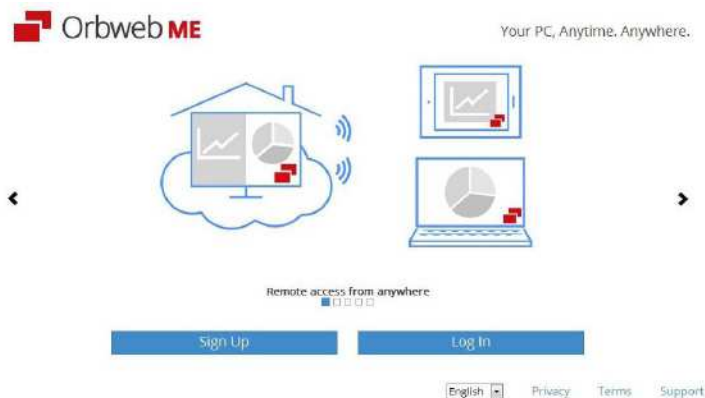 Orbweb ME
Your PC, Anytime. Anywhere.
Remote access from anywhere
Sign Up
Log In
English
Privacy
Terms
Support